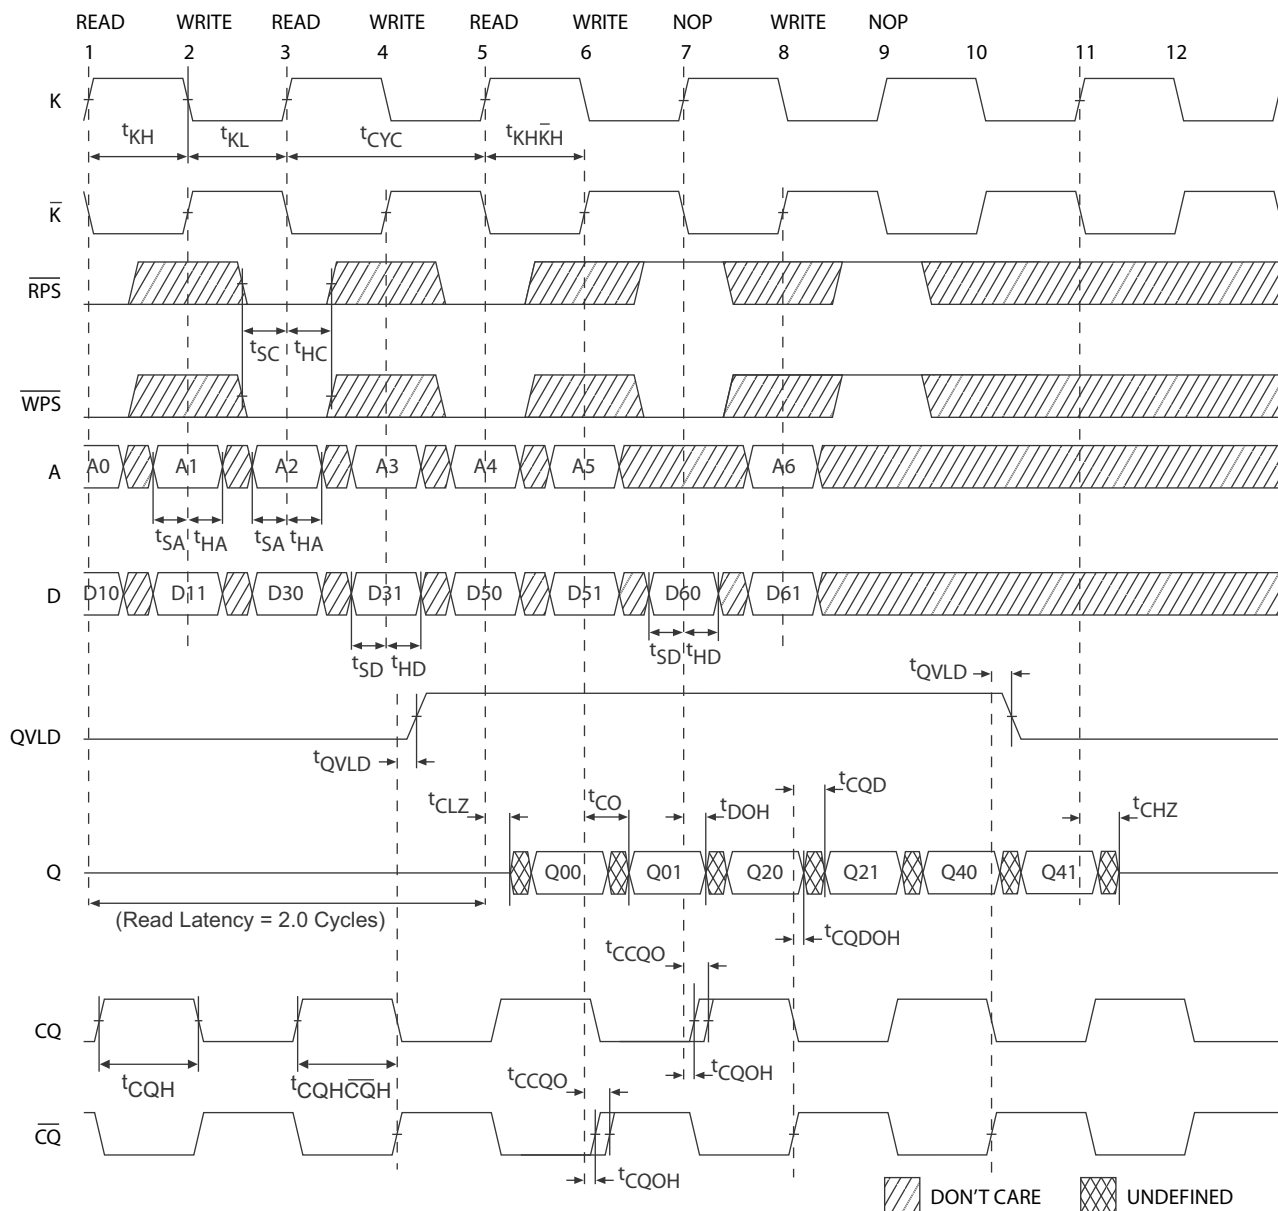 READ WRITE READ WRITE READ WRITE NOP WRITE NOP
1 2 3 4 5 6 7 8 9 10 11 12
K
tKH tKL tCYC tKHK̅H
K̅
R̅P̅S̅
tSC tHC
W̅P̅S̅
A A0 A1 A2 A3 A4 A5 A6
tSA tHA tSA tHA
D D10 D11 D30 D31 D50 D51 D60 D61
tSD tHD tSD tHD
tQVLD
QVLD
tQVLD
tCLZ tCO tDOH tCQD tCHZ
Q Q00 Q01 Q20 Q21 Q40 Q41
(Read Latency = 2.0 Cycles)
tCQDOH
tCCQO
CQ
tCQOH
tCQH tCQHC̅Q̅H tCCQO
C̅Q̅
tCQOH
DON'T CARE UNDEFINED